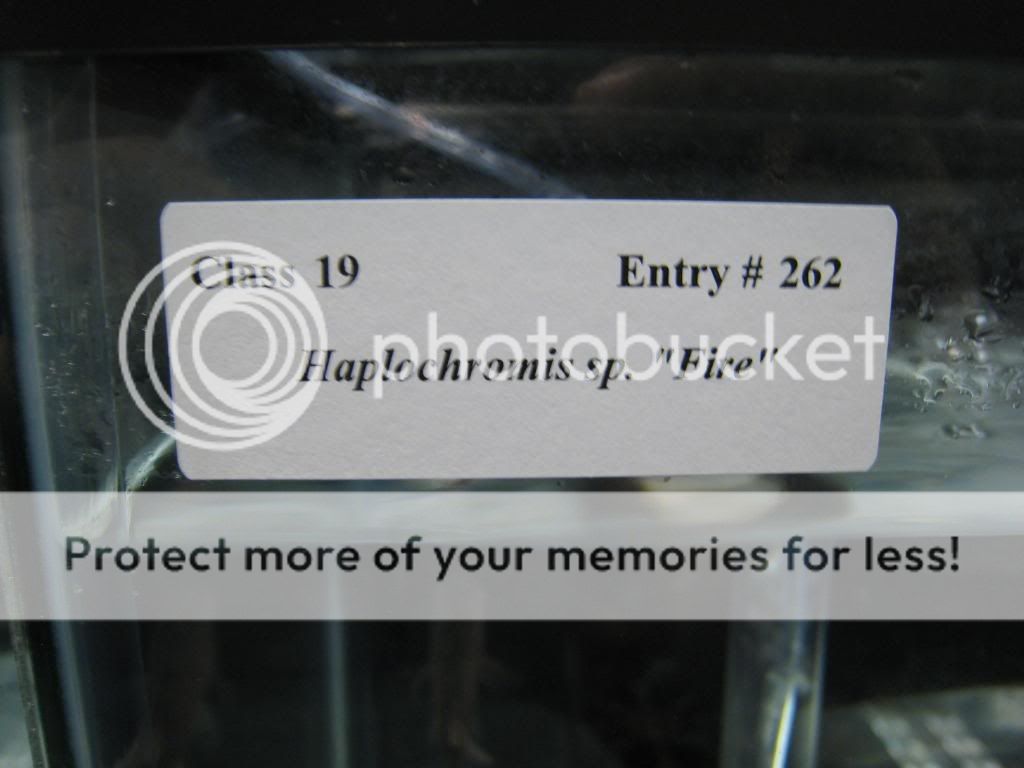 Class 19 Entry # 262
photobucket
Haplochromis sp. "Fire"
Protect more of your memories for less!